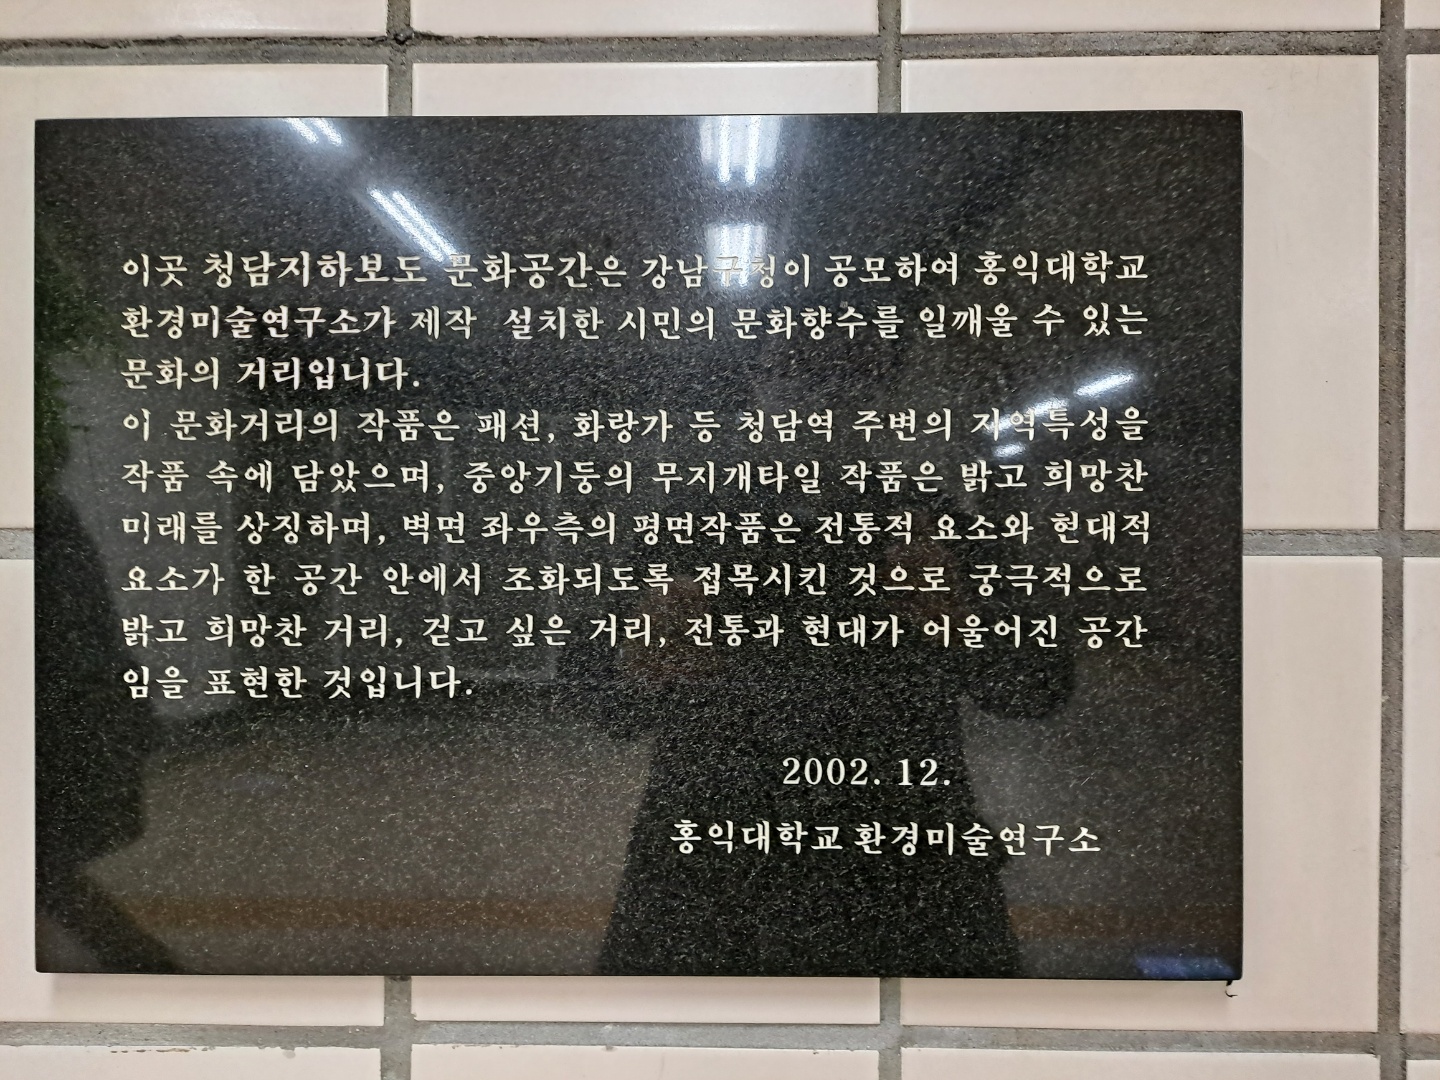 이곳 청담지하보도 문화공간은 강남구청이 공모하여 홍익대학교
환경미술연구소가 제작 설치한 시민의 문화향수를 일깨울 수 있는
문화의 거리입니다.
이 문화거리의 작품은 패션, 화랑가 등 청담역 주변의 지역특성을
작품 속에 담았으며, 중앙기둥의 무지개타일 작품은 밝고 희망찬
미래를 상징하며, 벽면 좌우측의 평면작품은 전통적 요소와 현대적
요소가 한 공간 안에서 조화되도록 접목시킨 것으로 궁극적으로
밝고 희망찬 거리, 걷고 싶은 거리, 전통과 현대가 어울어진 공간
임을 표현한 것입니다.
2002. 12.
홍익대학교 환경미술연구소